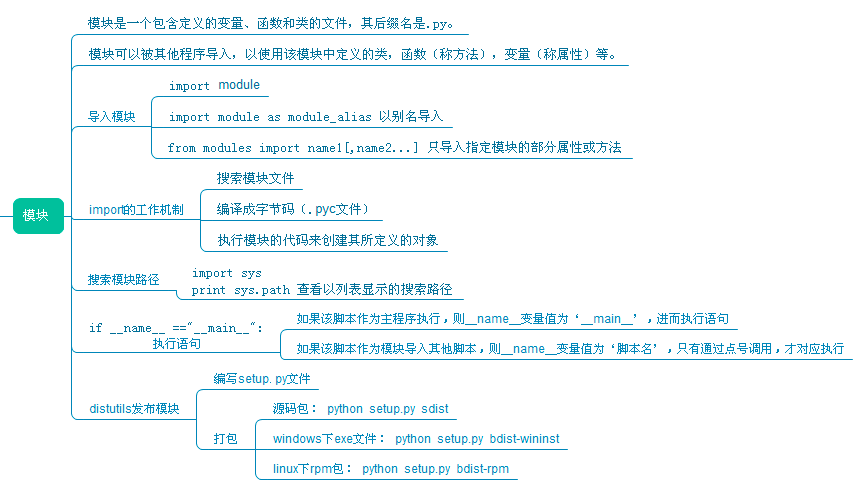 模块是一个包含定义的变量、函数和类的文件，其后缀名是.py。
模块可以被其他程序导入，以使用该模块中定义的类，函数（称方法），变量（称属性）等。
导入模块
import module
import module as module_alias 以别名导入
from modules import name1[,name2...] 只导入指定模块的部分属性或方法
模块
import的工作机制
搜索模块文件
编译成字节码（.pyc文件）
执行模块的代码来创建其所定义的对象
搜索模块路径
import sys
print sys.path 查看以列表显示的搜索路径
if __name__ =="__main__":
执行语句
如果该脚本作为主程序执行，则__name__变量值为‘__main__’，进而执行语句
如果该脚本作为模块导入其他脚本，则__name__变量值为‘脚本名’，只有通过点号调用，才对应执行
distutils发布模块
编写setup.py文件
打包
源码包： python setup.py sdist
windows下exe文件： python setup.py bdist-wininst
linux下rpm包： python setup.py bdist-rpm